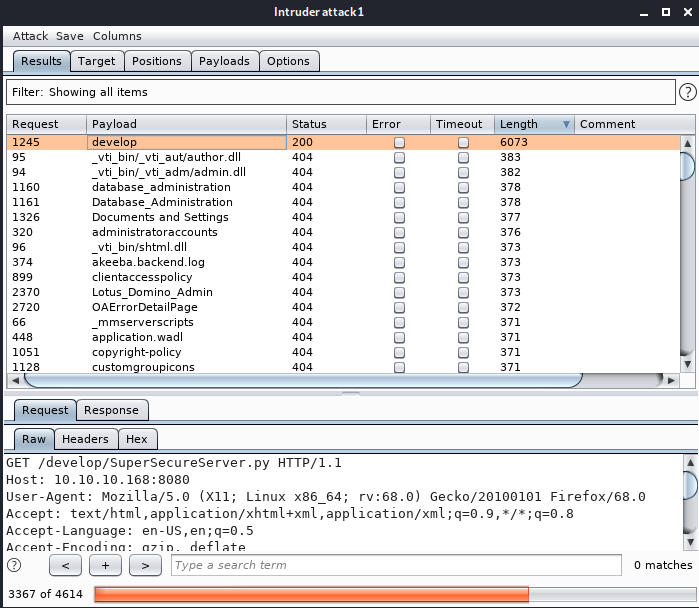 Intruder attack1
Attack Save Columns
Results Target Positions Payloads Options
Filter: Showing all items ?
Request Payload Status Error Timeout Length Comment
1245 develop 200 6073
95 _vti_bin/_vti_aut/author.dll 404 383
94 _vti_bin/_vti_adm/admin.dll 404 382
1160 database_administration 404 378
1161 Database_Administration 404 378
1326 Documents and Settings 404 377
320 administratoraccounts 404 376
96 _vti_bin/shtml.dll 404 373
374 akeeba.backend.log 404 373
899 clientaccesspolicy 404 373
2370 Lotus_Domino_Admin 404 373
2720 OAErrorDetailPage 404 372
66 _mmserverscripts 404 371
448 application.wadl 404 371
1051 copyright-policy 404 371
1128 customgroupicons 404 371
Request Response
Raw Headers Hex
GET /develop/SuperSecureServer.py HTTP/1.1
Host: 10.10.10.168:8080
User-Agent: Mozilla/5.0 (X11; Linux x86_64; rv:68.0) Gecko/20100101 Firefox/68.0
Accept: text/html,application/xhtml+xml,application/xml;q=0.9,*/*;q=0.8
Accept-Language: en-US,en;q=0.5
Accept-Encoding: gzip, deflate
? < + > Type a search term 0 matches
3367 of 4614